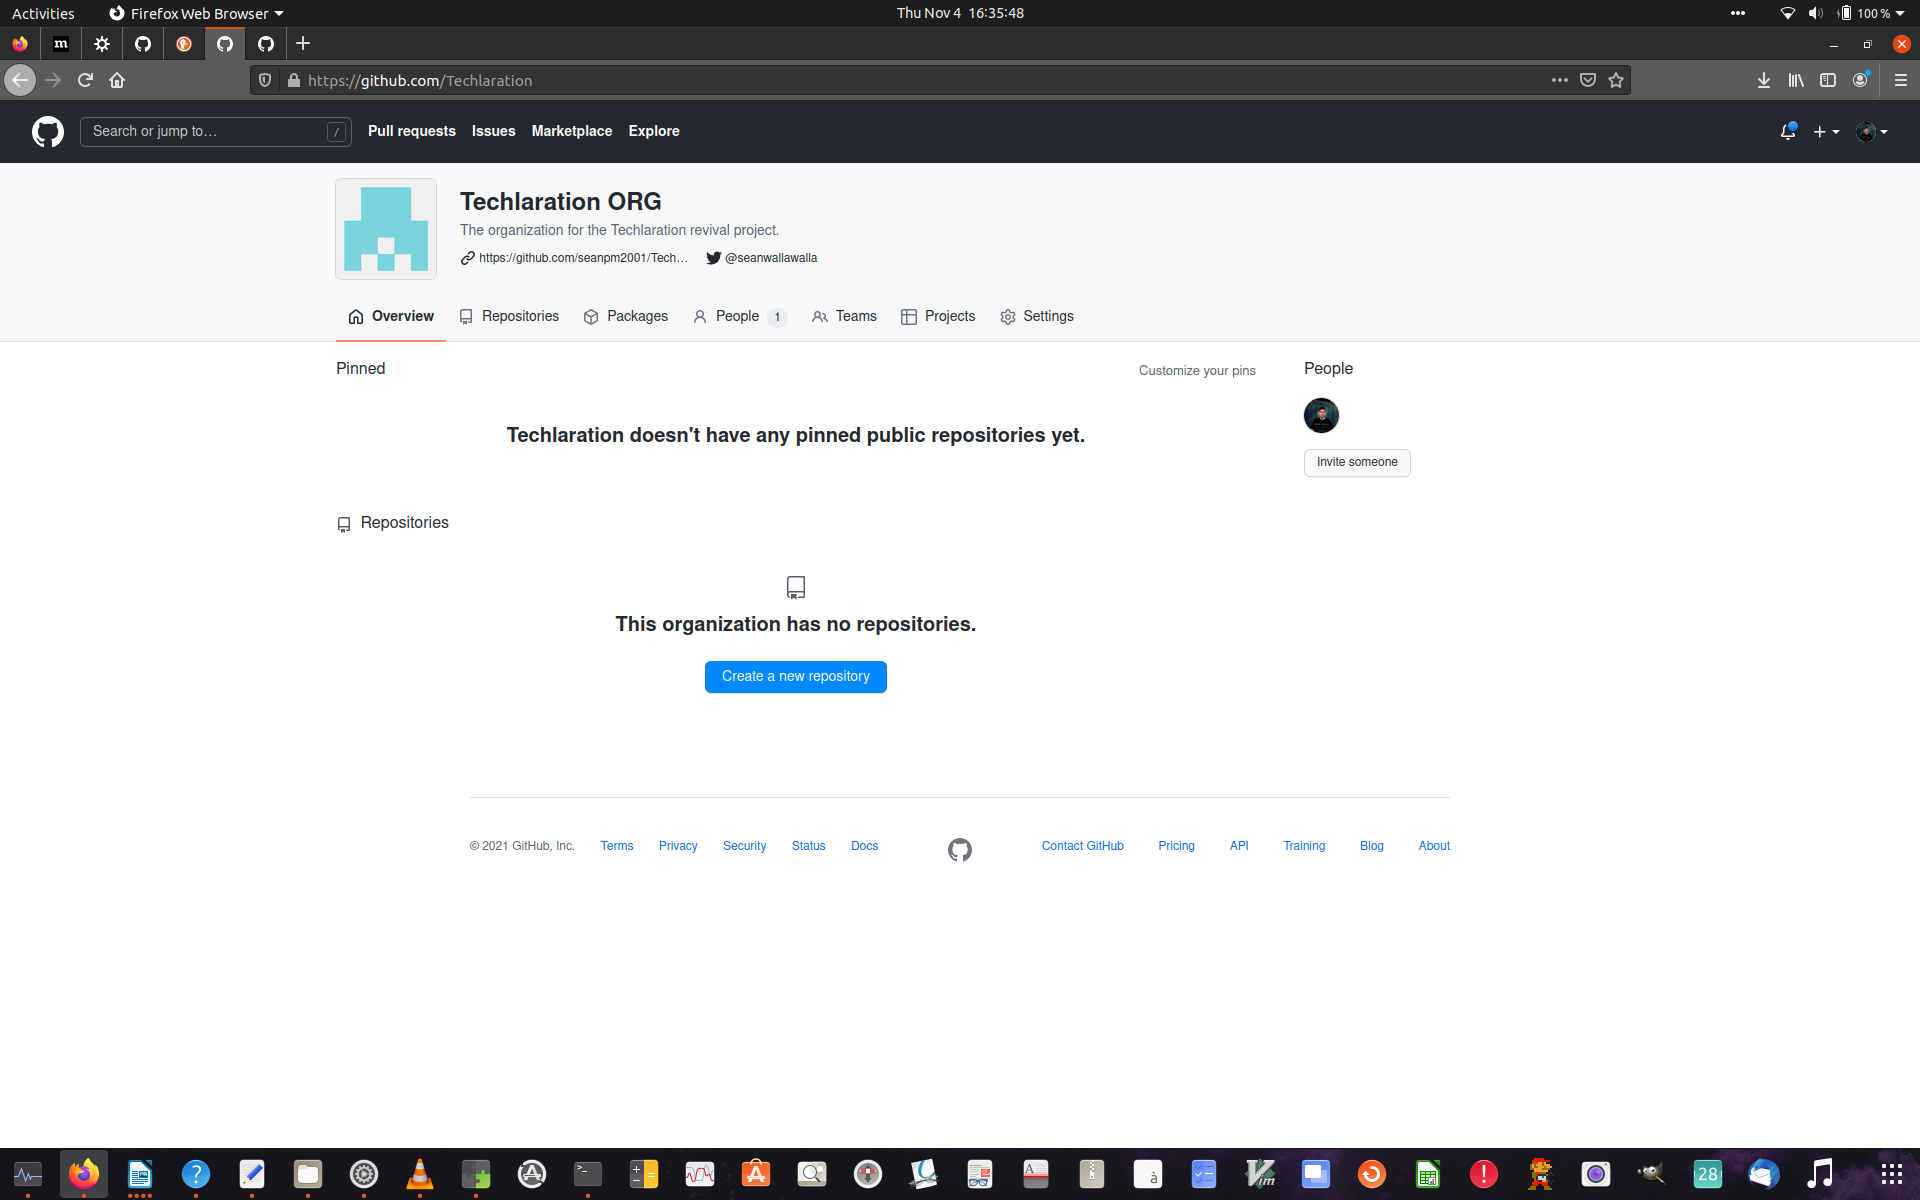 Activities
Firefox Web Browser
Thu Nov 4 16:35:48
100 %
m
https://github.com/Techlaration
Search or jump to…
/
Pull requests
Issues
Marketplace
Explore
Techlaration ORG
The organization for the Techlaration revival project.
https://github.com/seanpm2001/Tech…
@seanwallawalla
Overview
Repositories
Packages
People 1
Teams
Projects
Settings
Pinned
Customize your pins
People
Techlaration doesn't have any pinned public repositories yet.
Invite someone
Repositories
This organization has no repositories.
Create a new repository
© 2021 GitHub, Inc.
Terms
Privacy
Security
Status
Docs
Contact GitHub
Pricing
API
Training
Blog
About
?
>_
A
à
Vim
!
28